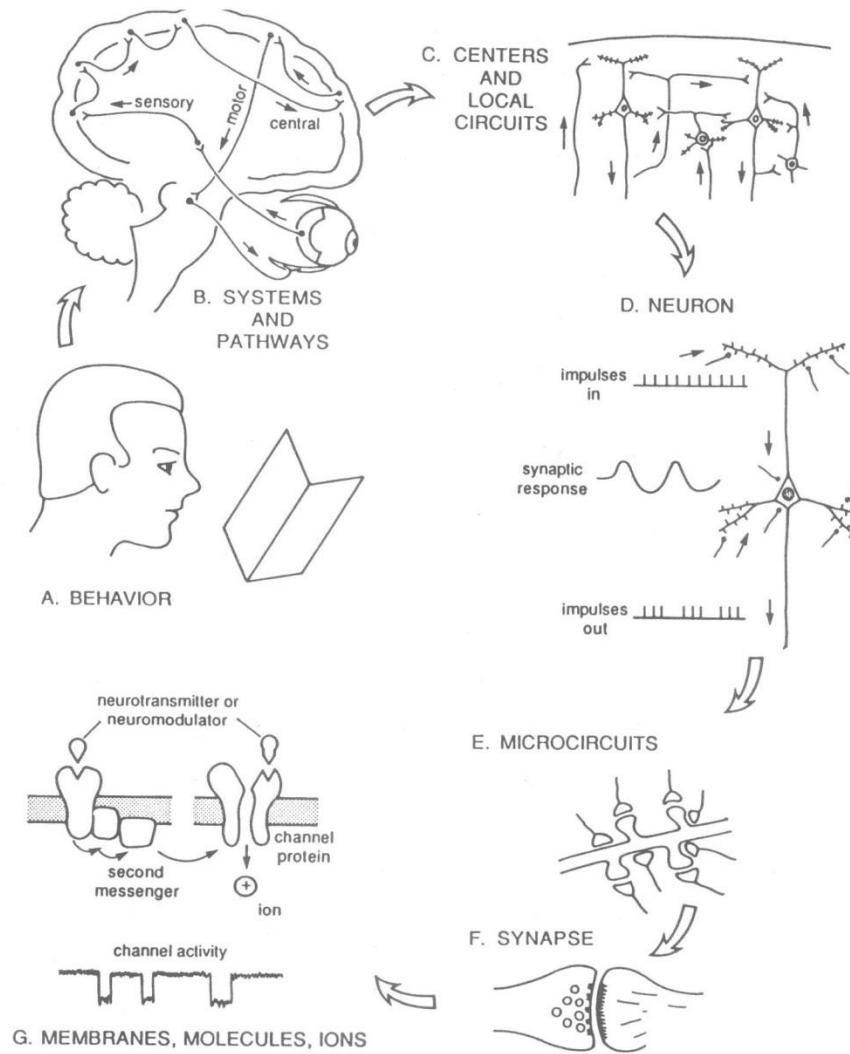 sensory
motor
central
B. SYSTEMS
AND
PATHWAYS
C. CENTERS
AND
LOCAL
CIRCUITS
A. BEHAVIOR
D. NEURON
impulses
in
synaptic
response
impulses
out
E. MICROCIRCUITS
F. SYNAPSE
neurotransmitter or
neuromodulator
channel
protein
second
messenger
+
ion
channel activity
G. MEMBRANES, MOLECULES, IONS